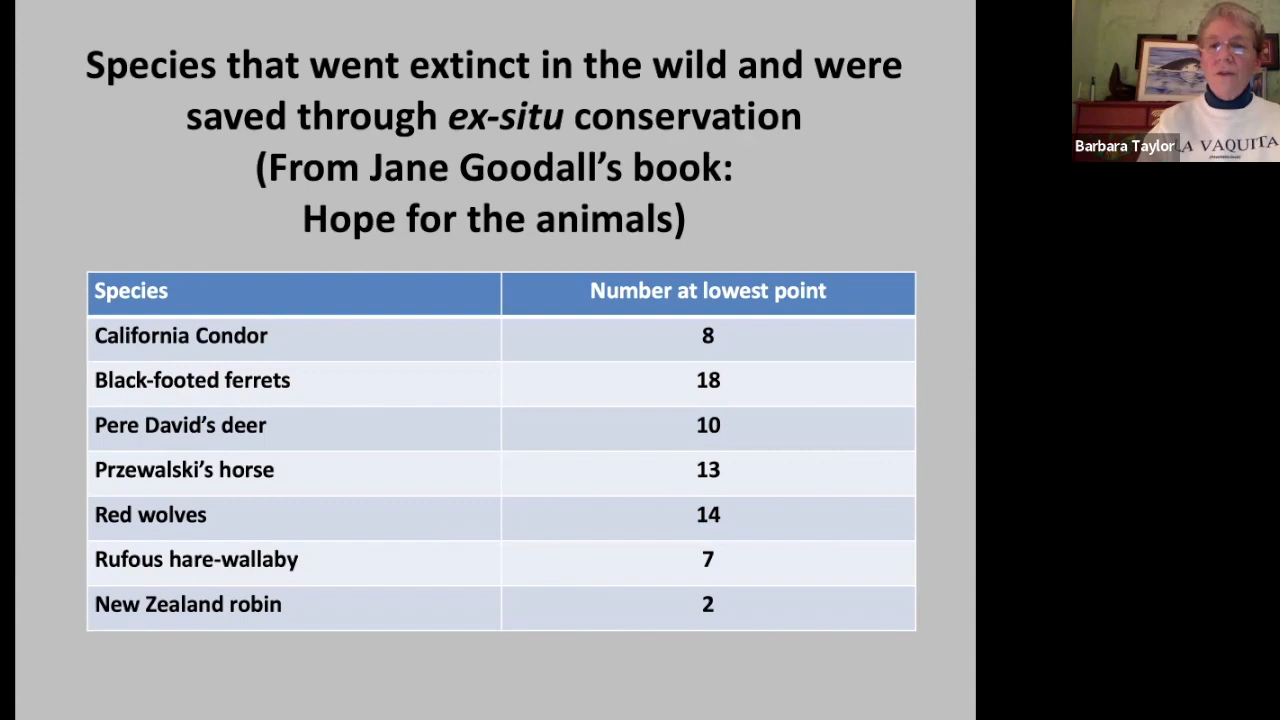 Species that went extinct in the wild and were
saved through ex-situ conservation
(From Jane Goodall’s book:
Hope for the animals)
Species Number at lowest point
California Condor 8
Black-footed ferrets 18
Pere David’s deer 10
Przewalski’s horse 13
Red wolves 14
Rufous hare-wallaby 7
New Zealand robin 2
Barbara Taylor
LA VAQUITA